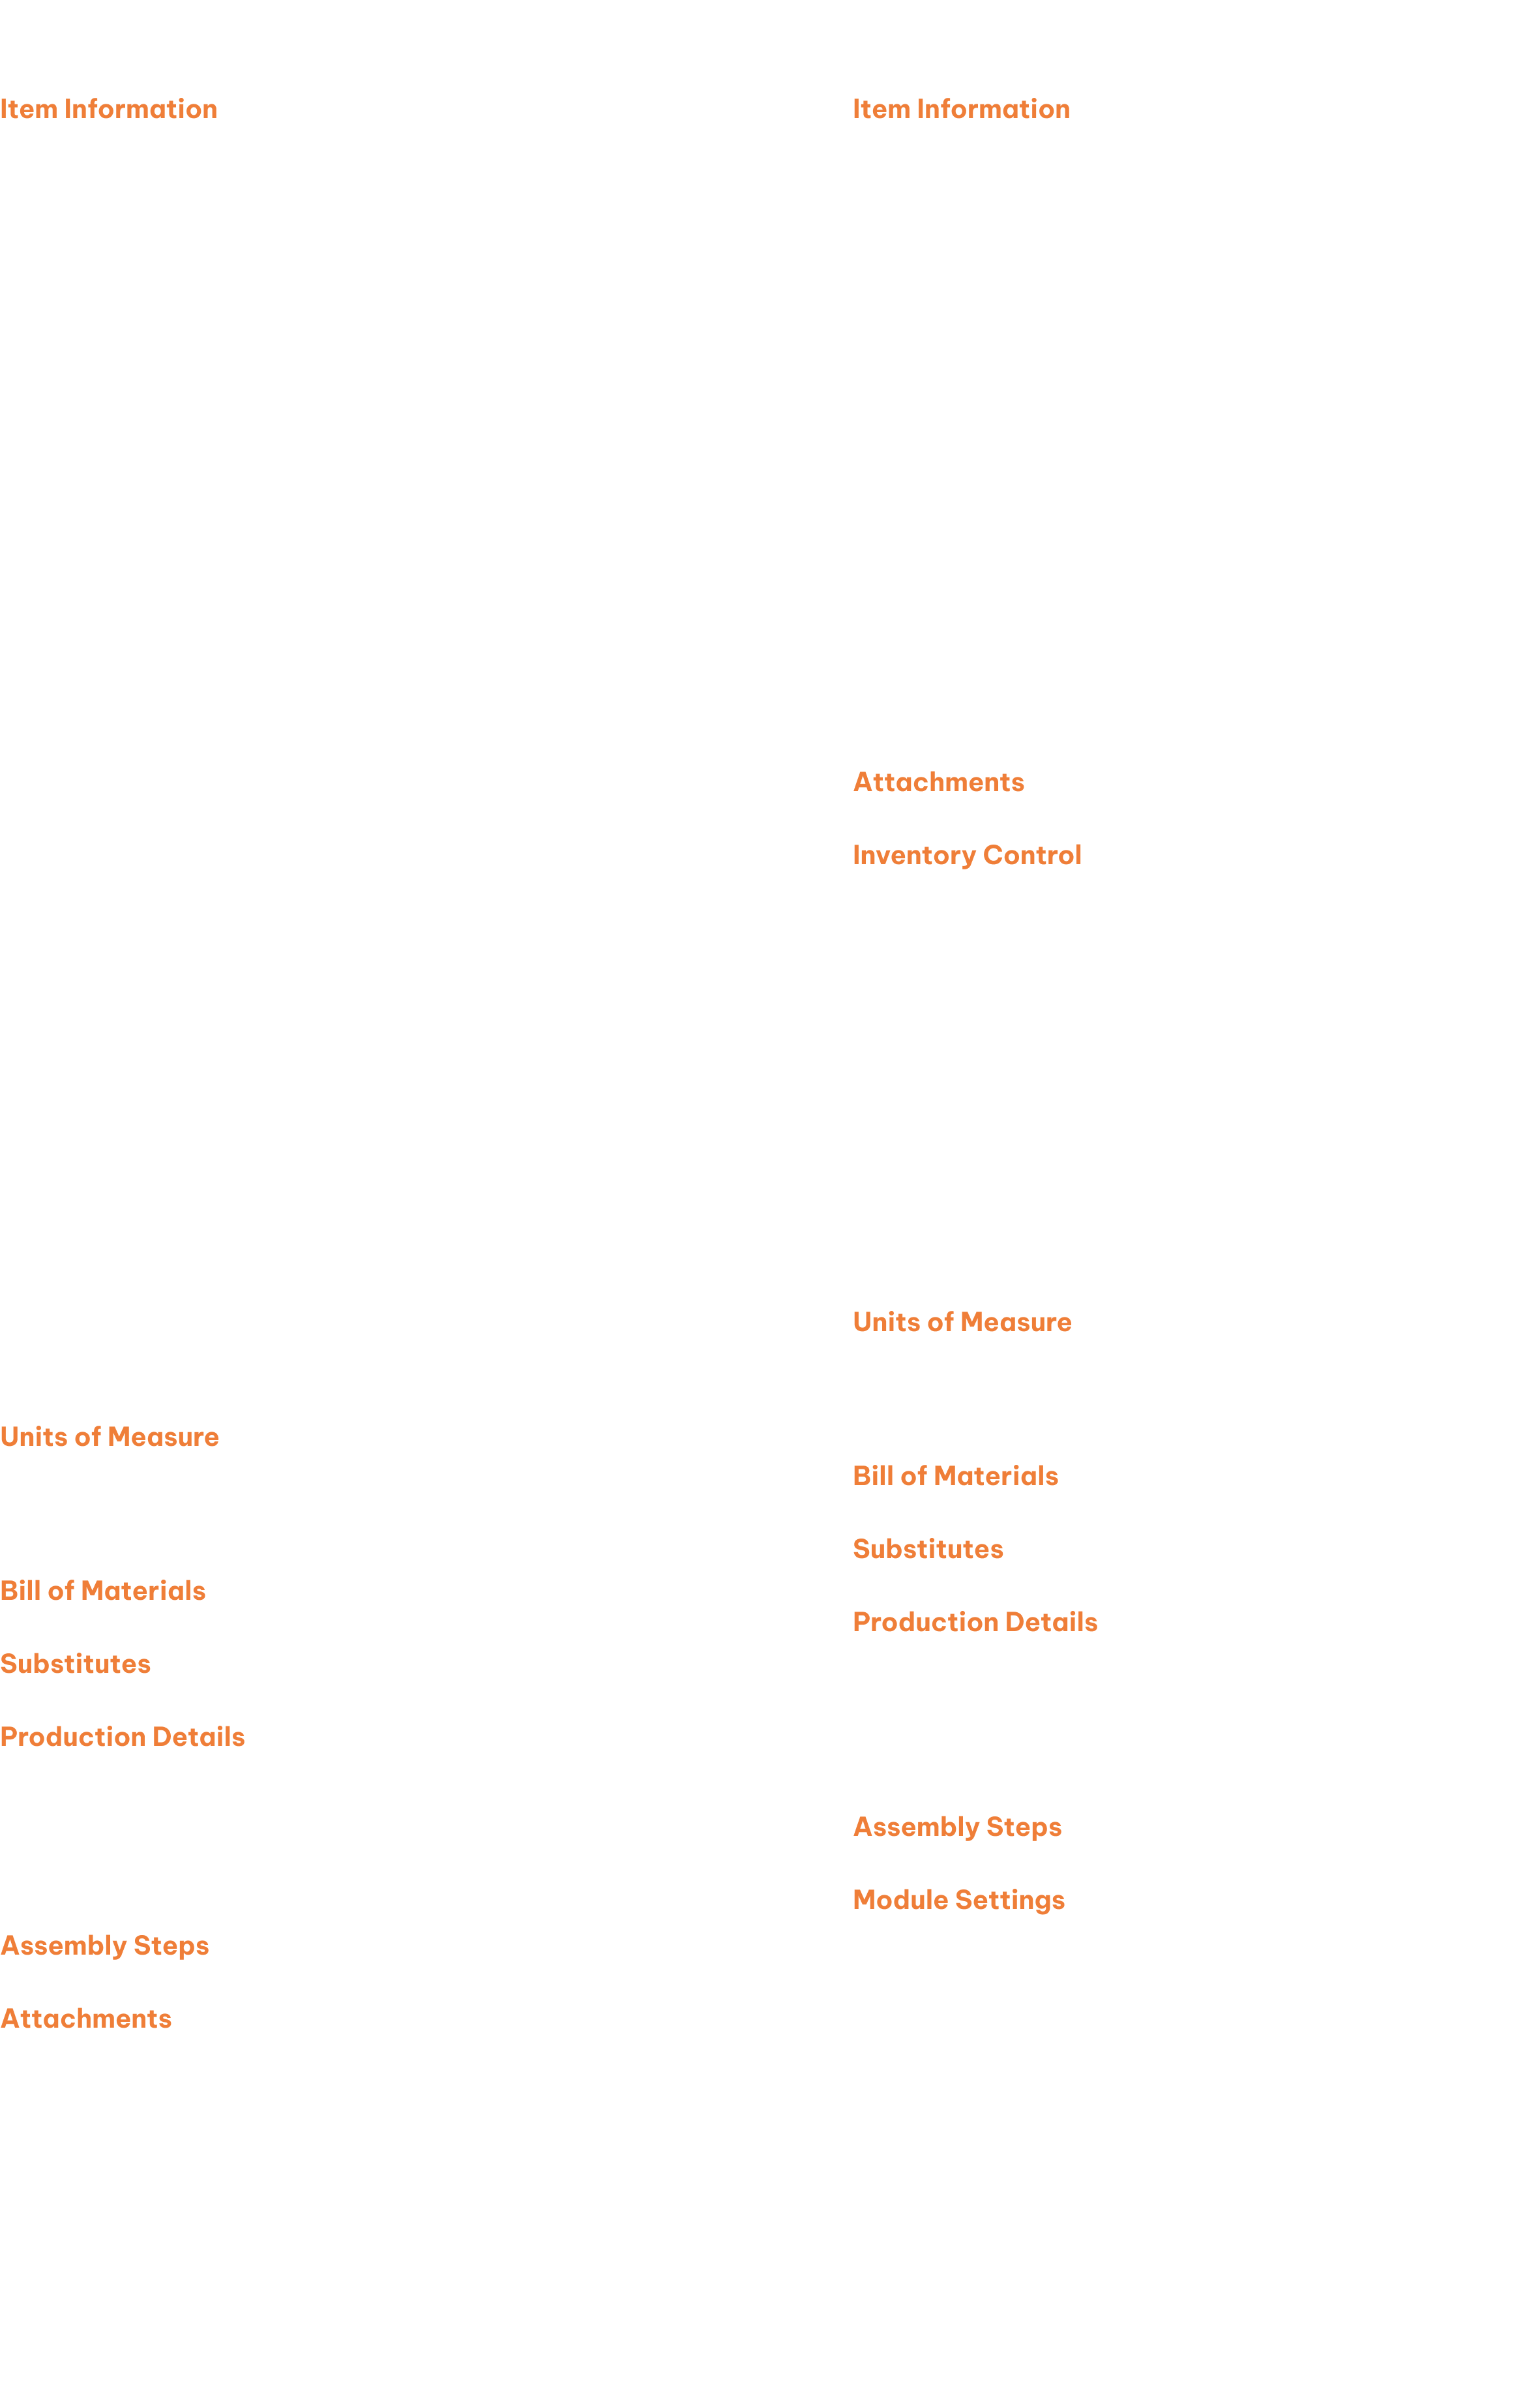 Item Information
Units of Measure
Bill of Materials
Substitutes
Production Details
Assembly Steps
Attachments
Item Information
Attachments
Inventory Control
Units of Measure
Bill of Materials
Substitutes
Production Details
Assembly Steps
Module Settings